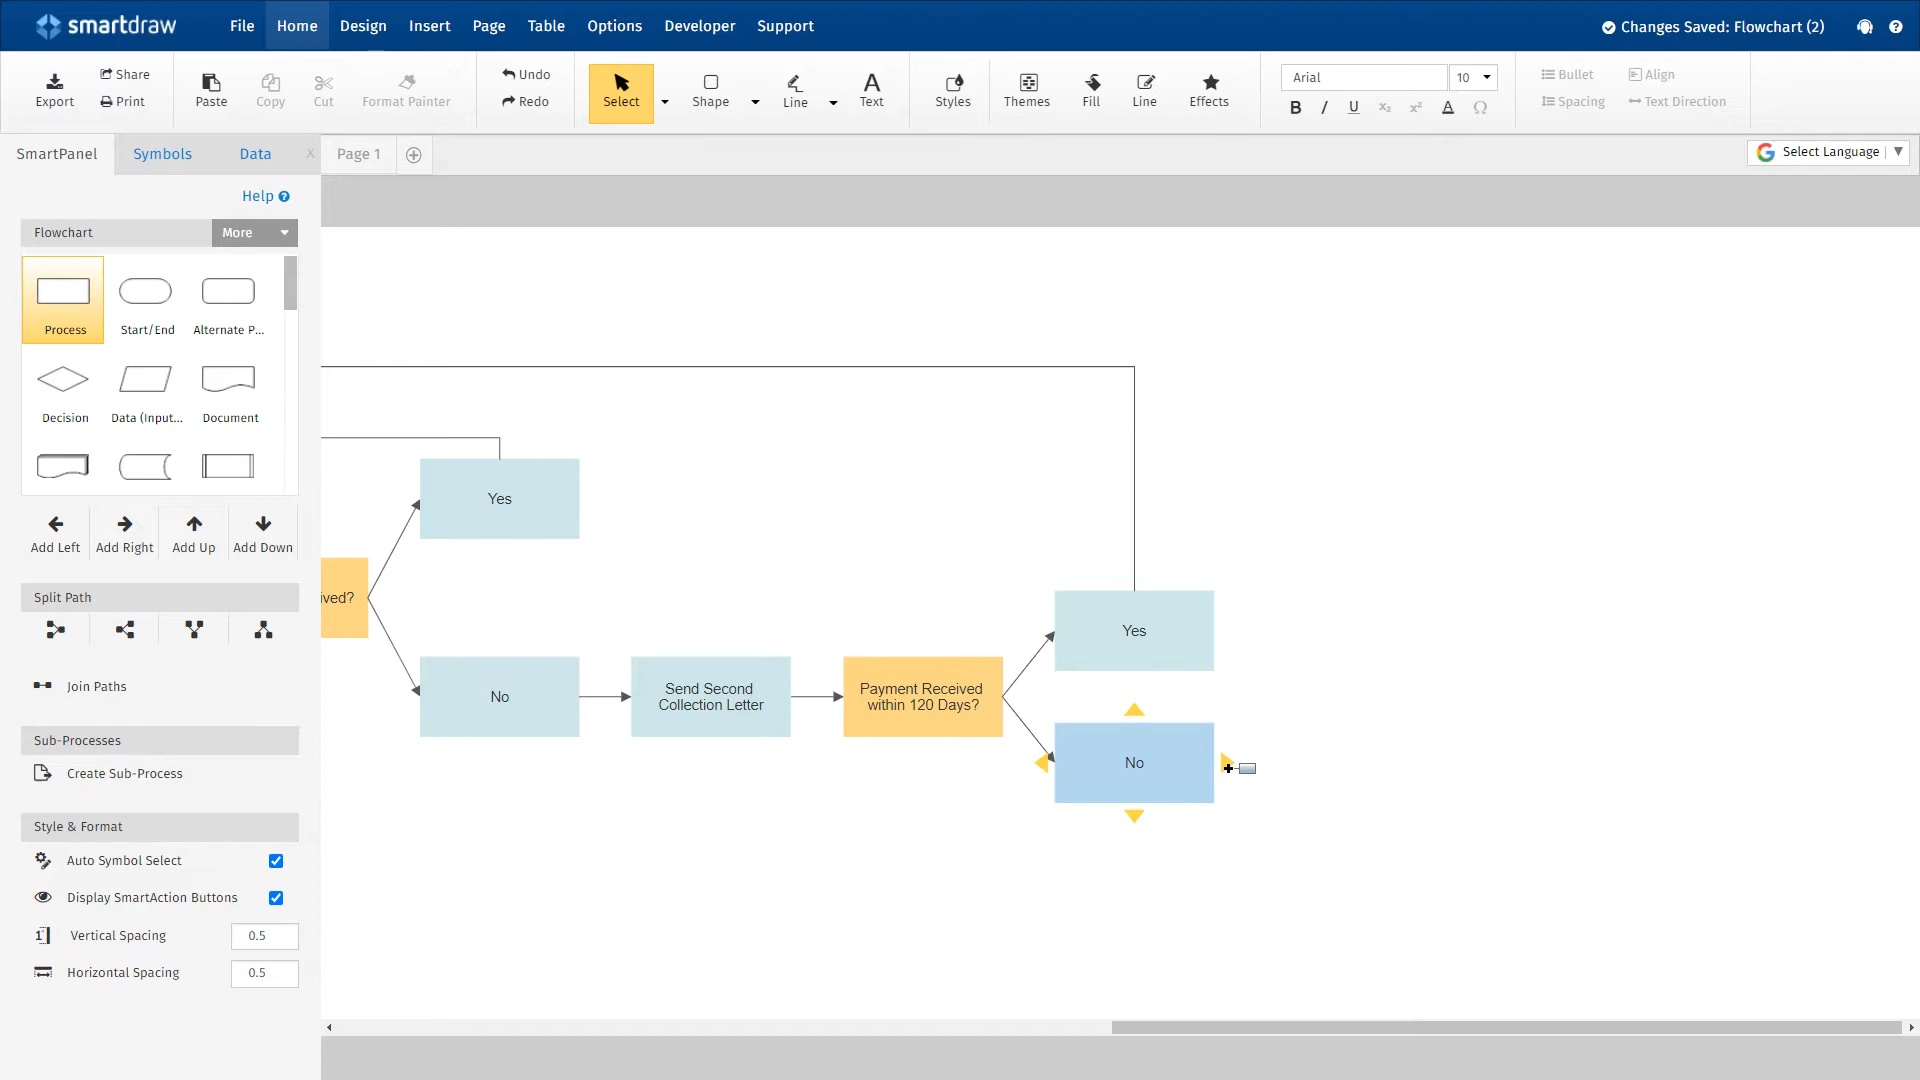 smartdraw
File Home Design Insert Page Table Options Developer Support
Changes Saved: Flowchart (2)
Export
Share
Print
Paste
Copy
Cut
Format Painter
Undo
Redo
Select
Shape
Line
Text
Styles
Themes
Fill
Line
Effects
Arial
10
B I U x₂ x² A Ω
Bullet
Align
Spacing
Text Direction
SmartPanel
Symbols
Data
X
Page 1
Select Language
Help
Flowchart
More
Process
Start/End
Alternate P...
Decision
Data (Input...
Document
Add Left
Add Right
Add Up
Add Down
Split Path
Join Paths
Sub-Processes
Create Sub-Process
Style & Format
Auto Symbol Select
Display SmartAction Buttons
Vertical Spacing
0.5
Horizontal Spacing
0.5
Yes
ived?
No
Send Second
Collection Letter
Payment Received
within 120 Days?
Yes
No